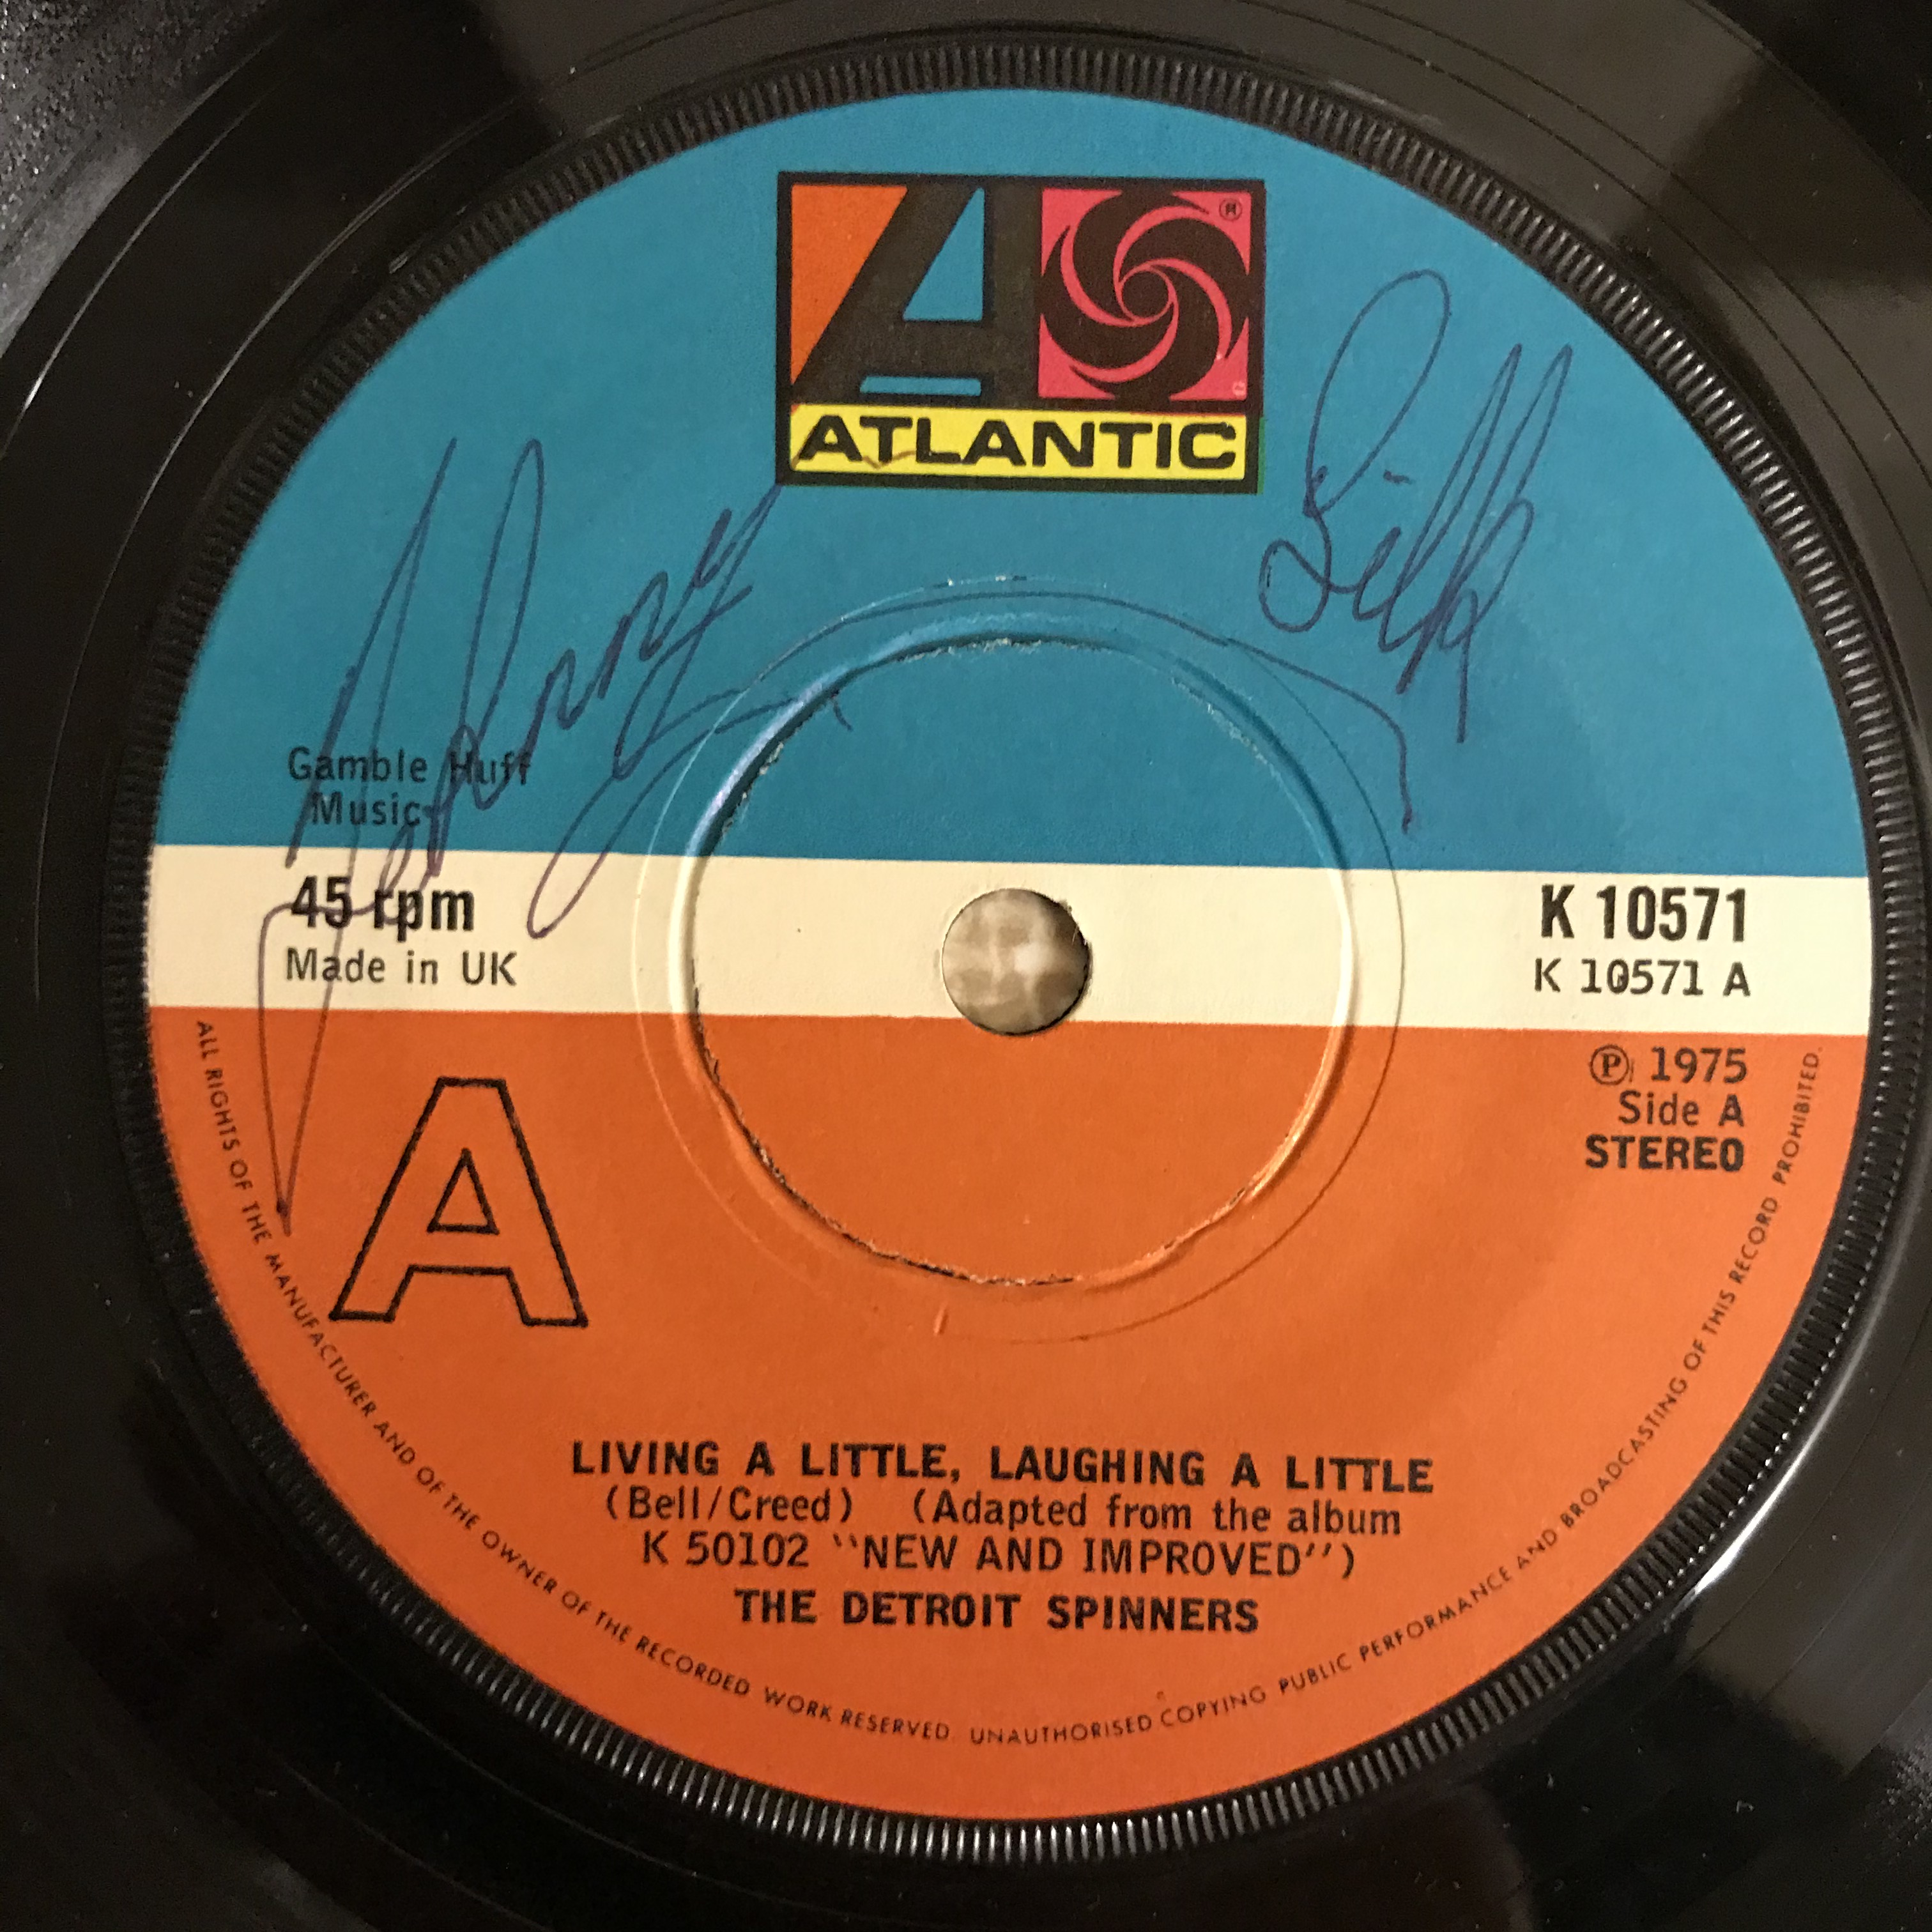 A
®
ATLANTIC
Johnny
Silk
Gamble Huff
Music
45 rpm
Made in UK
K 10571
K 10571 A
Ⓟ 1975
Side A
STEREO
A
LIVING A LITTLE, LAUGHING A LITTLE
(Bell/Creed) (Adapted from the album
K 50102 "NEW AND IMPROVED")
THE DETROIT SPINNERS
ALL RIGHTS OF THE MANUFACTURER AND OF THE OWNER OF THE RECORDED WORK RESERVED. UNAUTHORISED COPYING PUBLIC PERFORMANCE AND BROADCASTING OF THIS RECORD PROHIBITED.